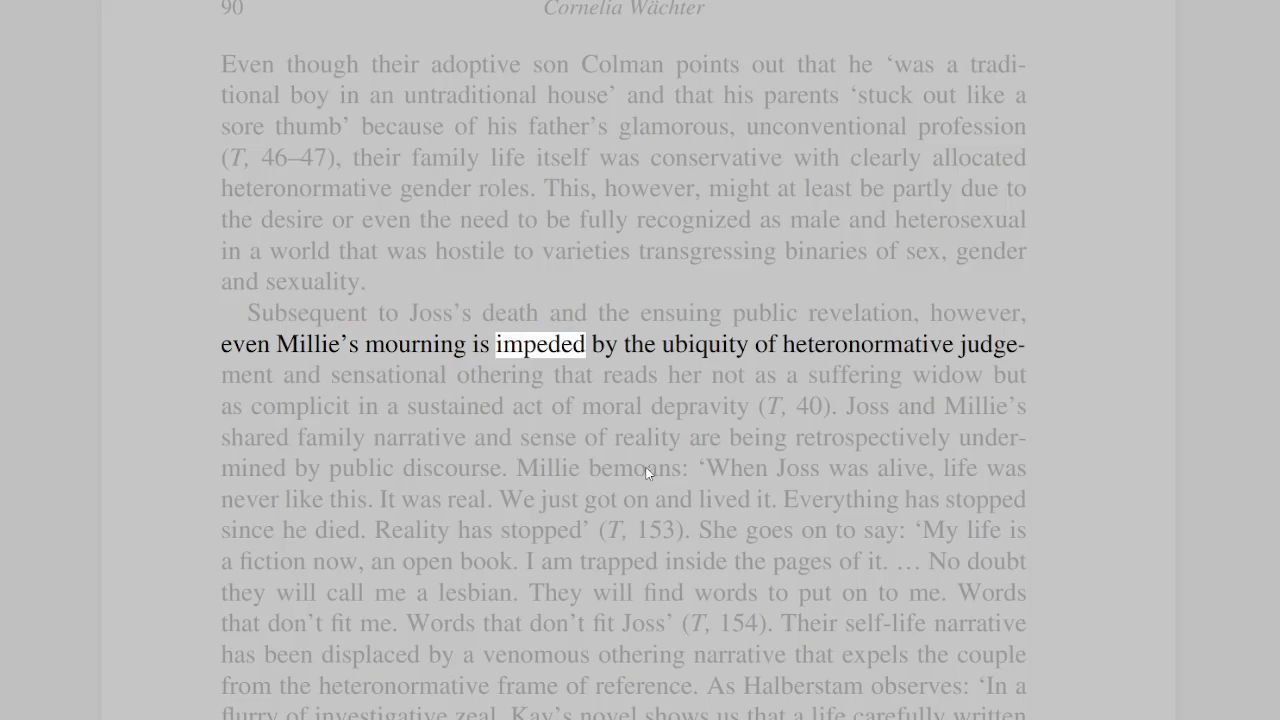 90
Cornelia Wächter
Even though their adoptive son Colman points out that he ‘was a tradi-
tional boy in an untraditional house’ and that his parents ‘stuck out like a
sore thumb’ because of his father’s glamorous, unconventional profession
(T, 46–47), their family life itself was conservative with clearly allocated
heteronormative gender roles. This, however, might at least be partly due to
the desire or even the need to be fully recognized as male and heterosexual
in a world that was hostile to varieties transgressing binaries of sex, gender
and sexuality.
Subsequent to Joss’s death and the ensuing public revelation, however,
even Millie’s mourning is impeded by the ubiquity of heteronormative judge-
ment and sensational othering that reads her not as a suffering widow but
as complicit in a sustained act of moral depravity (T, 40). Joss and Millie’s
shared family narrative and sense of reality are being retrospectively under-
mined by public discourse. Millie bemoans: ‘When Joss was alive, life was
never like this. It was real. We just got on and lived it. Everything has stopped
since he died. Reality has stopped’ (T, 153). She goes on to say: ‘My life is
a fiction now, an open book. I am trapped inside the pages of it. … No doubt
they will call me a lesbian. They will find words to put on to me. Words
that don’t fit me. Words that don’t fit Joss’ (T, 154). Their self-life narrative
has been displaced by a venomous othering narrative that expels the couple
from the heteronormative frame of reference. As Halberstam observes: ‘In a
flurry of investigative zeal, Kay’s novel shows us that a life carefully written